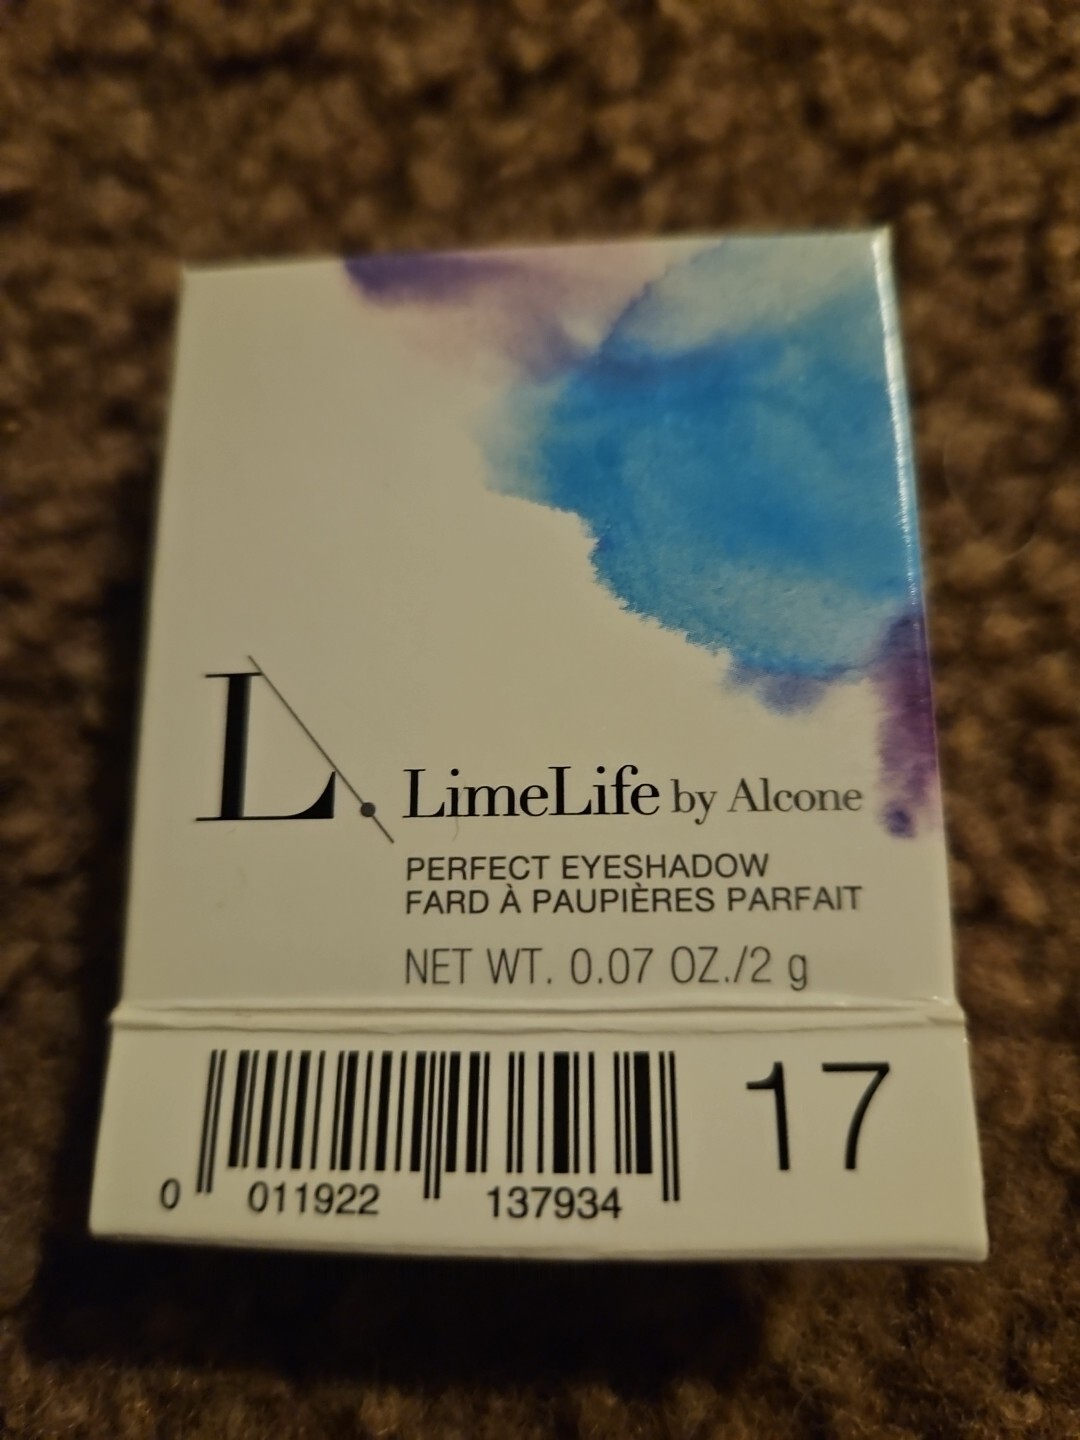 L
LimeLife by Alcone
PERFECT EYESHADOW
FARD À PAUPIÈRES PARFAIT
NET WT. 0.07 OZ./2 g
17
0 011922 137934